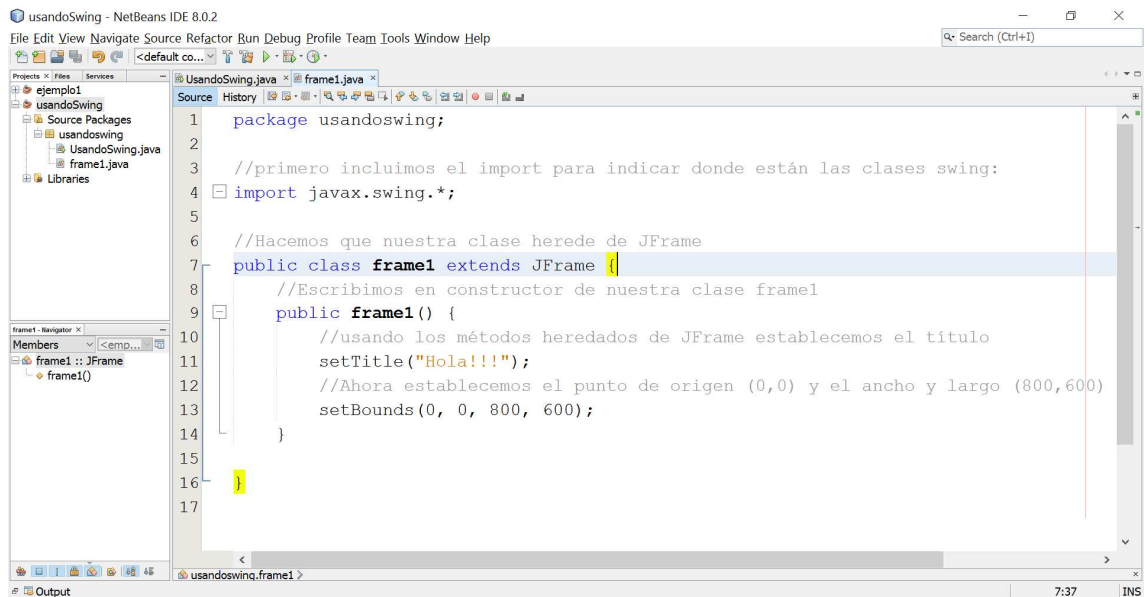 usandoSwing - NetBeans IDE 8.0.2
File Edit View Navigate Source Refactor Run Debug Profile Team Tools Window Help
Search (Ctrl+I)
<default co...
Projects Files Services
UsandoSwing.java frame1.java
ejemplo1
usandoSwing
Source Packages
usandoswing
UsandoSwing.java
frame1.java
Libraries
Source History
1 package usandoswing;
2
3 //primero incluimos el import para indicar donde están las clases swing:
4 import javax.swing.*;
5
6 //Hacemos que nuestra clase herede de JFrame
7 public class frame1 extends JFrame {
8 //Escribimos en constructor de nuestra clase frame1
9 public frame1() {
10 //usando los métodos heredados de JFrame establecemos el título
11 setTitle("Hola!!!");
12 //Ahora establecemos el punto de origen (0,0) y el ancho y largo (800,600)
13 setBounds(0, 0, 800, 600);
14 }
15
16 }
17
frame1 - Navigator
Members <emp...
frame1 :: JFrame
frame1()
usandoswing.frame1
Output
7:37 INS